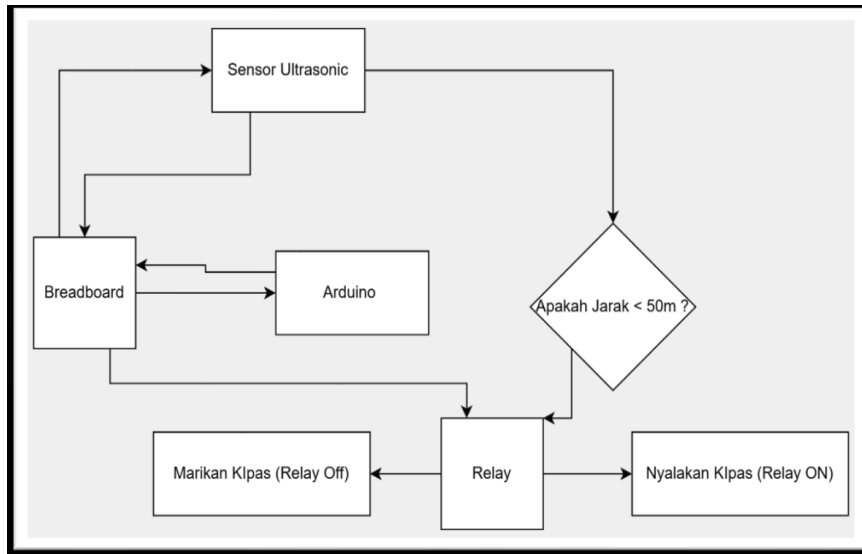 Sensor Ultrasonic
Breadboard
Arduino
Apakah Jarak < 50m ?
Marikan KIpas (Relay Off)
Relay
Nyalakan KIpas (Relay ON)